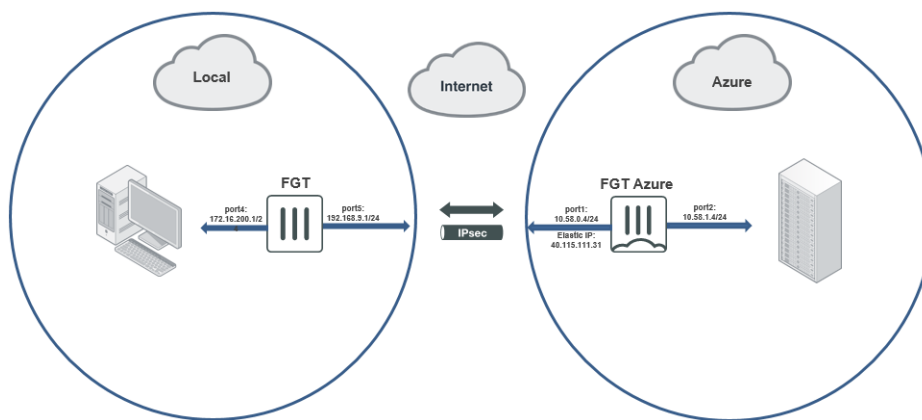 Local
Internet
Azure
FGT
FGT Azure
port4:
172.16.200.1/2
4
port5:
192.168.9.1/24
IPsec
port1:
10.58.0.4/24
Elastic IP:
40.115.111.31
port2:
10.58.1.4/24